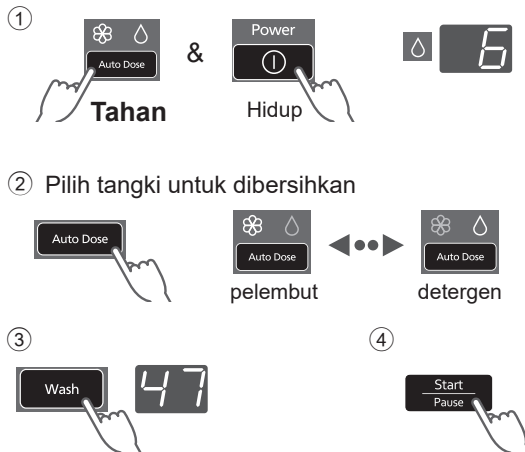 ①
Auto Dose
Tahan
&
Power
Hidup
6
② Pilih tangki untuk dibersihkan
Auto Dose
Auto Dose
pelembut
Auto Dose
detergen
③
Wash
47
④
Start
Pause